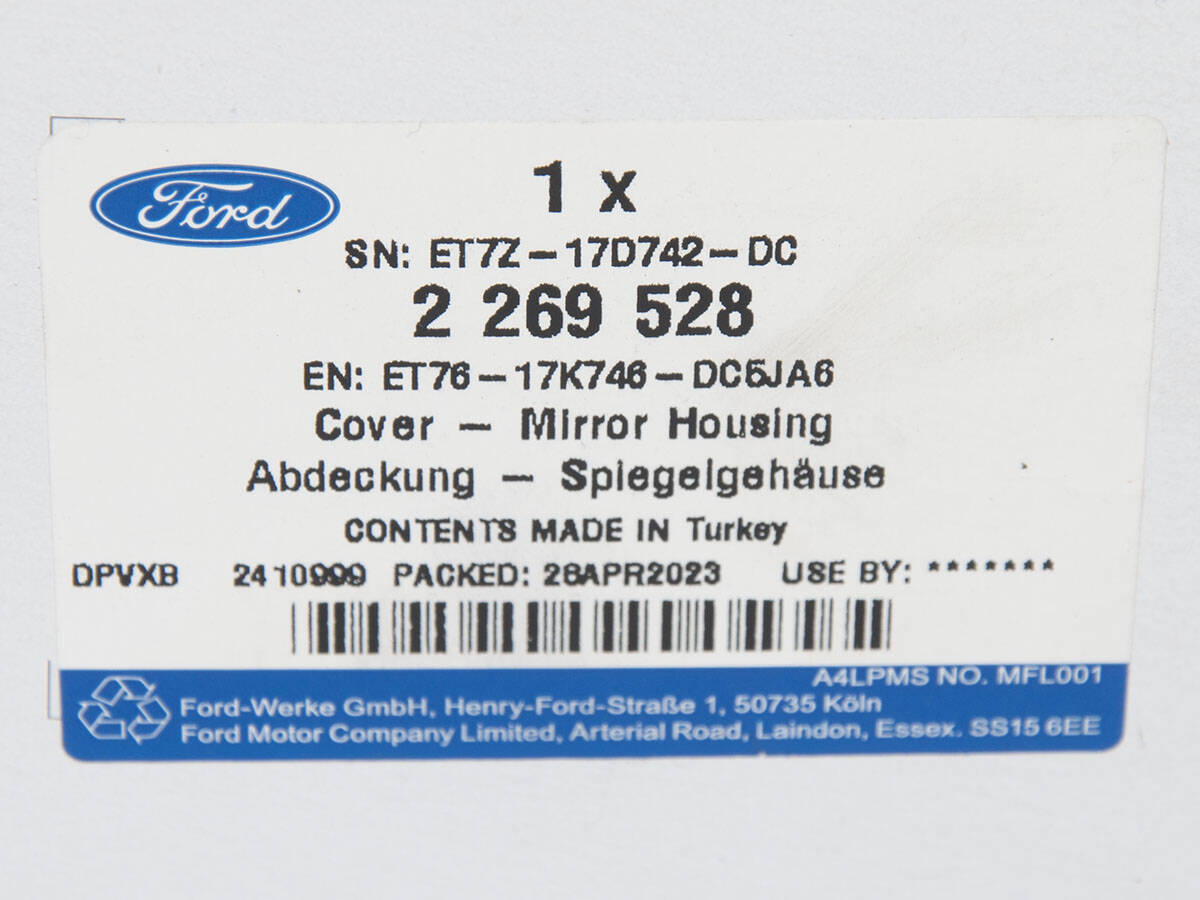 Ford
1 x
SN: ET7Z-17D742-DC
2 269 528
EN: ET76-17K746-DC5JA6
Cover - Mirror Housing
Abdeckung - Spiegelgehäuse
CONTENTS MADE IN Turkey
DPVXB 2410999 PACKED: 26APR2023 USE BY: *******
A4LPMS NO. MFL001
Ford-Werke GmbH, Henry-Ford-Straße 1, 50735 Köln
Ford Motor Company Limited, Arterial Road, Laindon, Essex. SS15 6EE